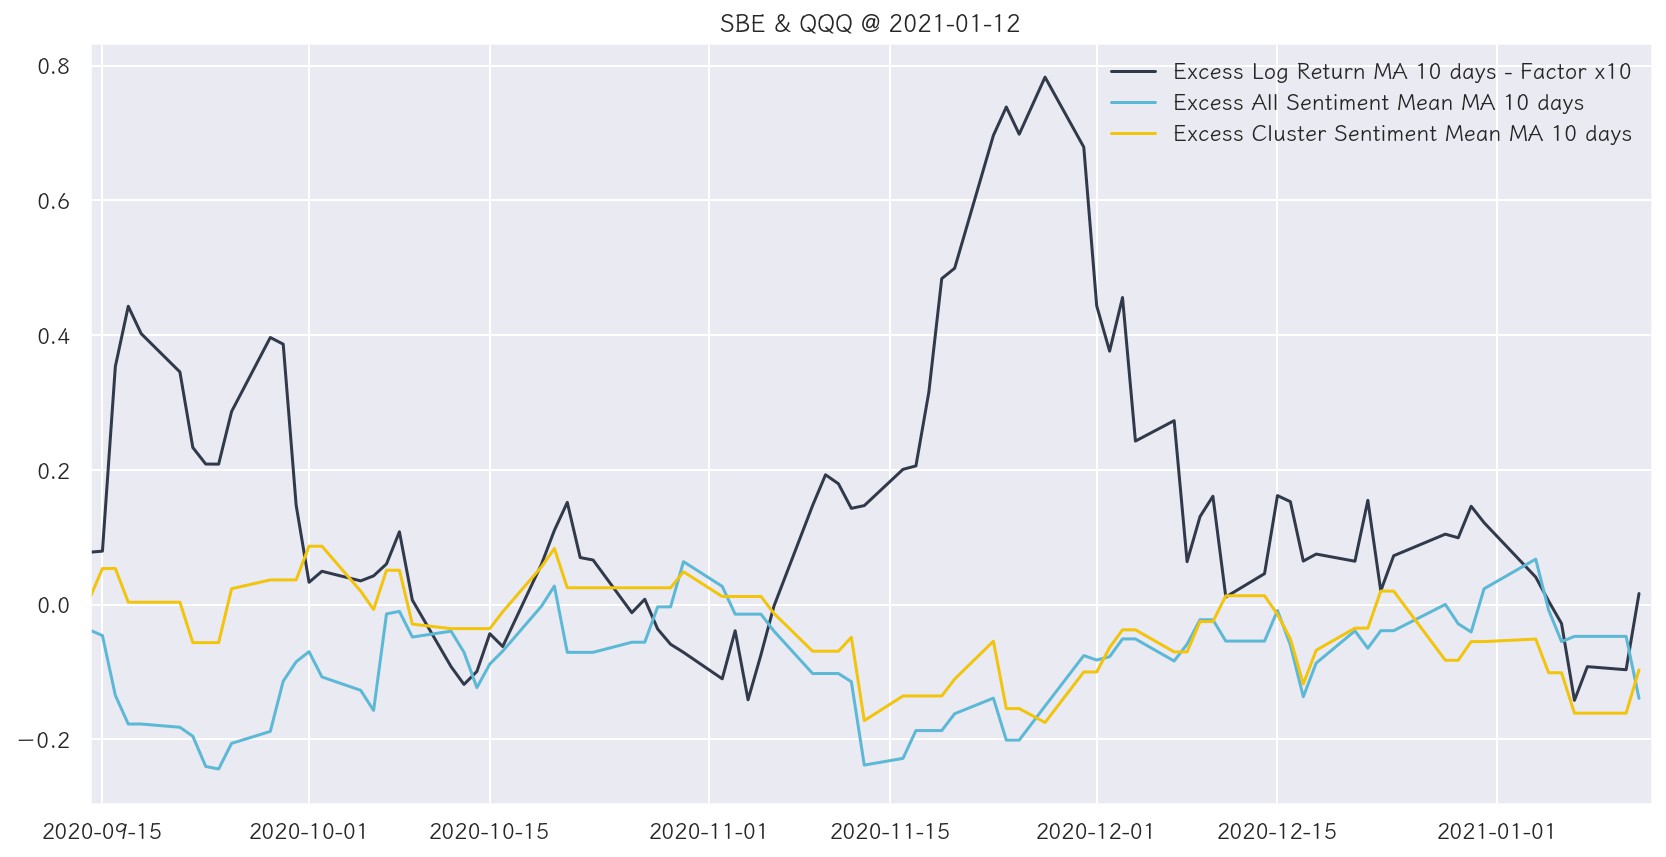 SBE & QQQ @ 2021-01-12
0.8
0.6
0.4
0.2
0.0
−0.2
Excess Log Return MA 10 days - Factor x10
Excess All Sentiment Mean MA 10 days
Excess Cluster Sentiment Mean MA 10 days
2020-09-15 2020-10-01 2020-10-15 2020-11-01 2020-11-15 2020-12-01 2020-12-15 2021-01-01